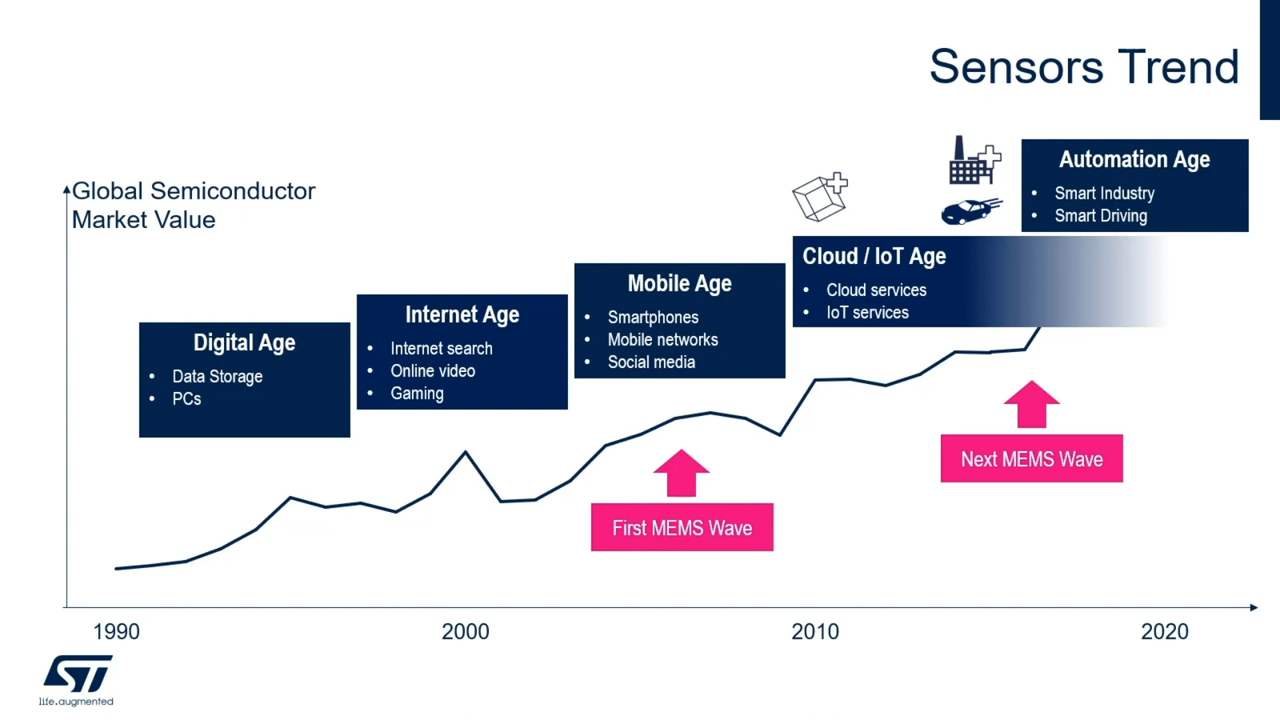 Sensors Trend
Global Semiconductor
Market Value
Digital Age
• Data Storage
• PCs
Internet Age
• Internet search
• Online video
• Gaming
Mobile Age
• Smartphones
• Mobile networks
• Social media
Cloud / IoT Age
• Cloud services
• IoT services
Automation Age
• Smart Industry
• Smart Driving
First MEMS Wave
Next MEMS Wave
1990
2000
2010
2020
ST
life.augmented